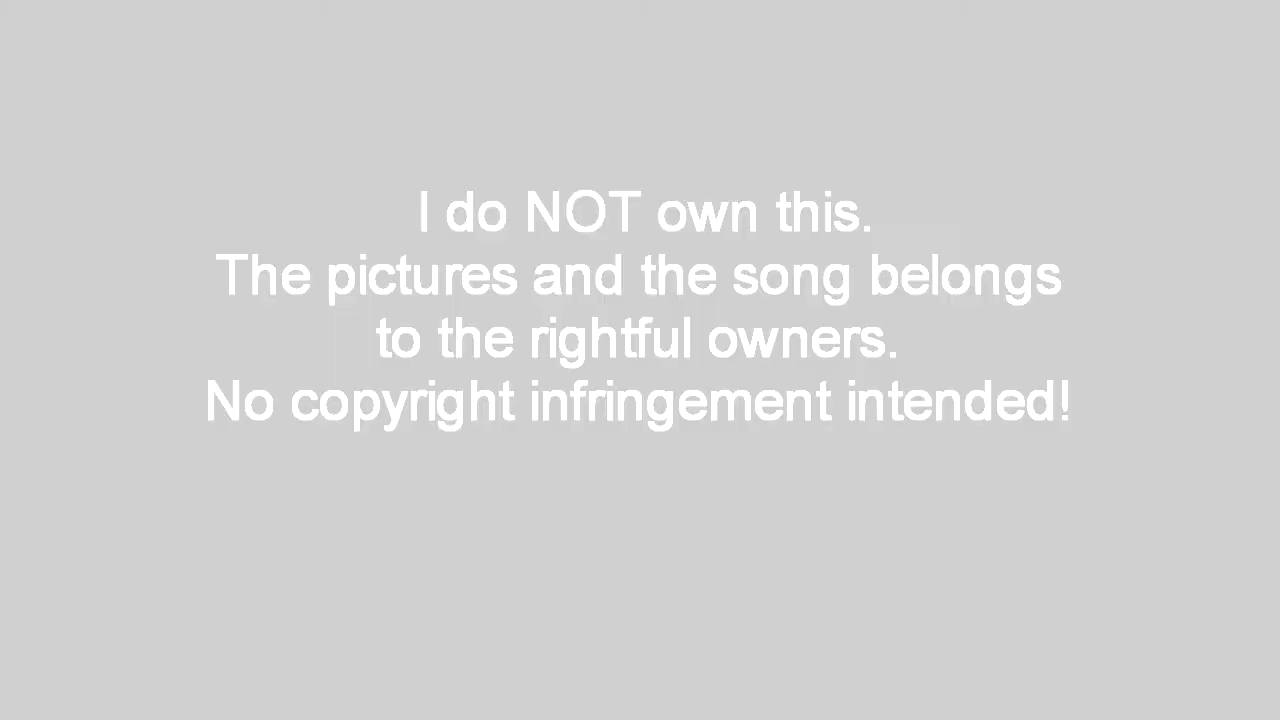 I do NOT own this.
The pictures and the song belongs
to the rightful owners.
No copyright infringement intended!